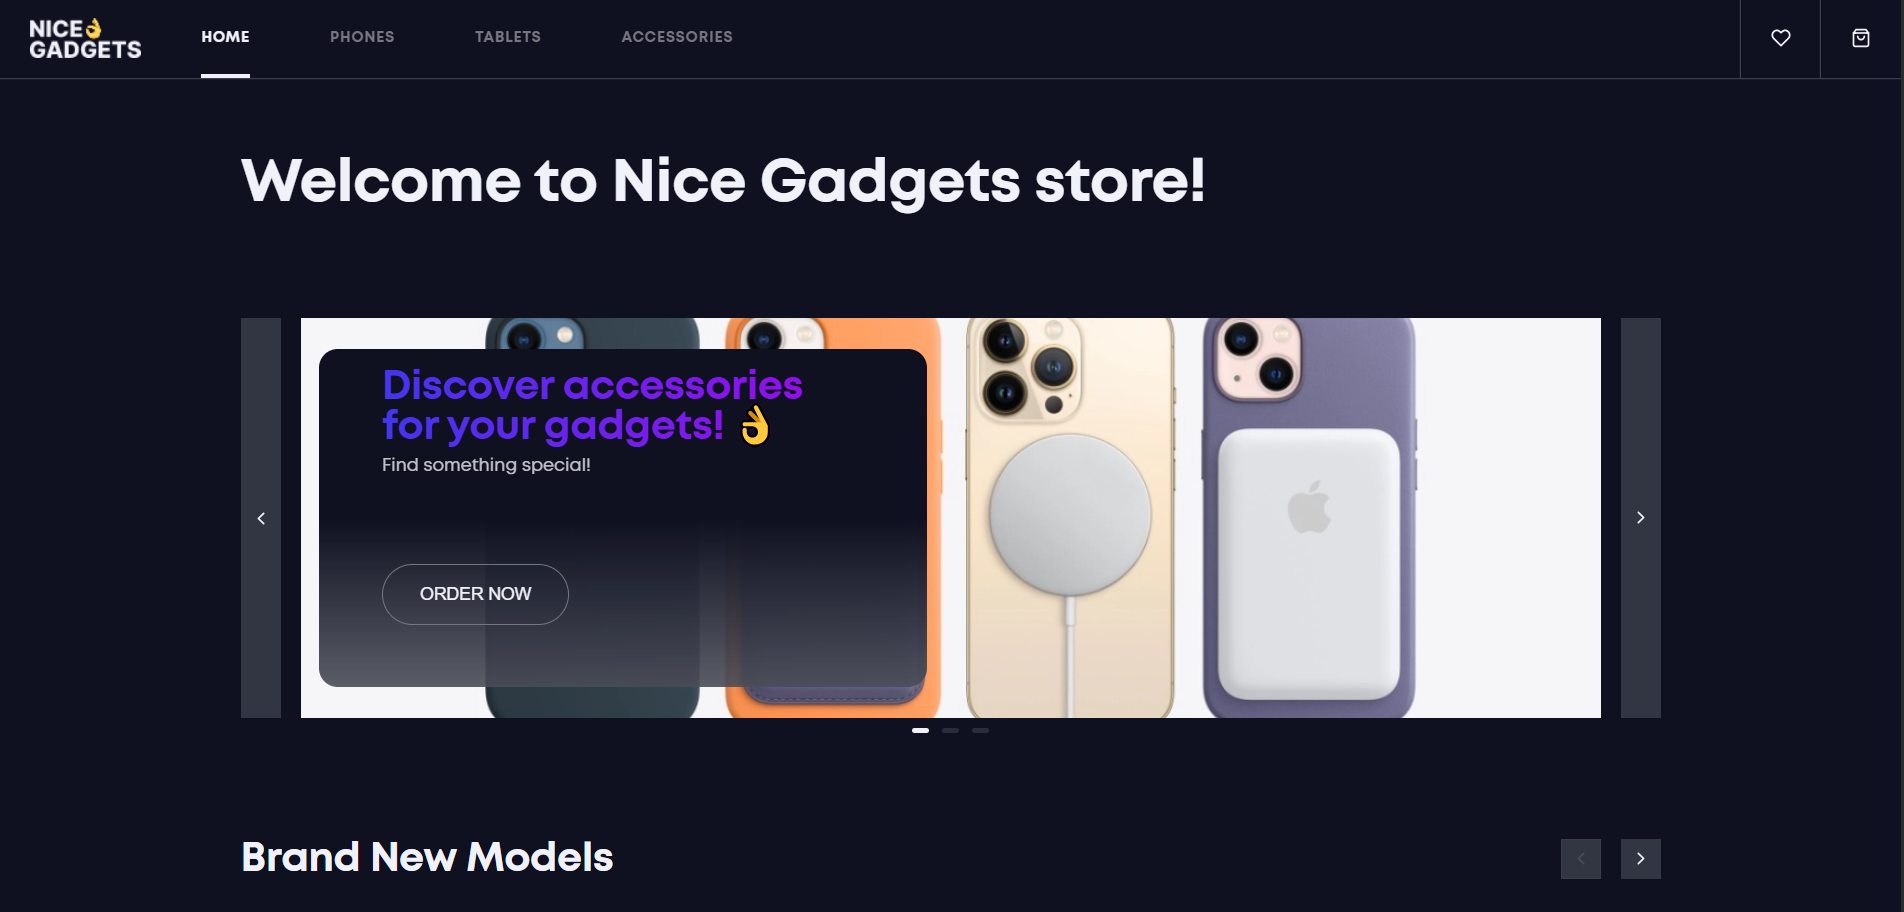 NICE👌
GADGETS
HOME
PHONES
TABLETS
ACCESSORIES
Welcome to Nice Gadgets store!
Discover accessories
for your gadgets! 👌
Find something special!
ORDER NOW
Brand New Models